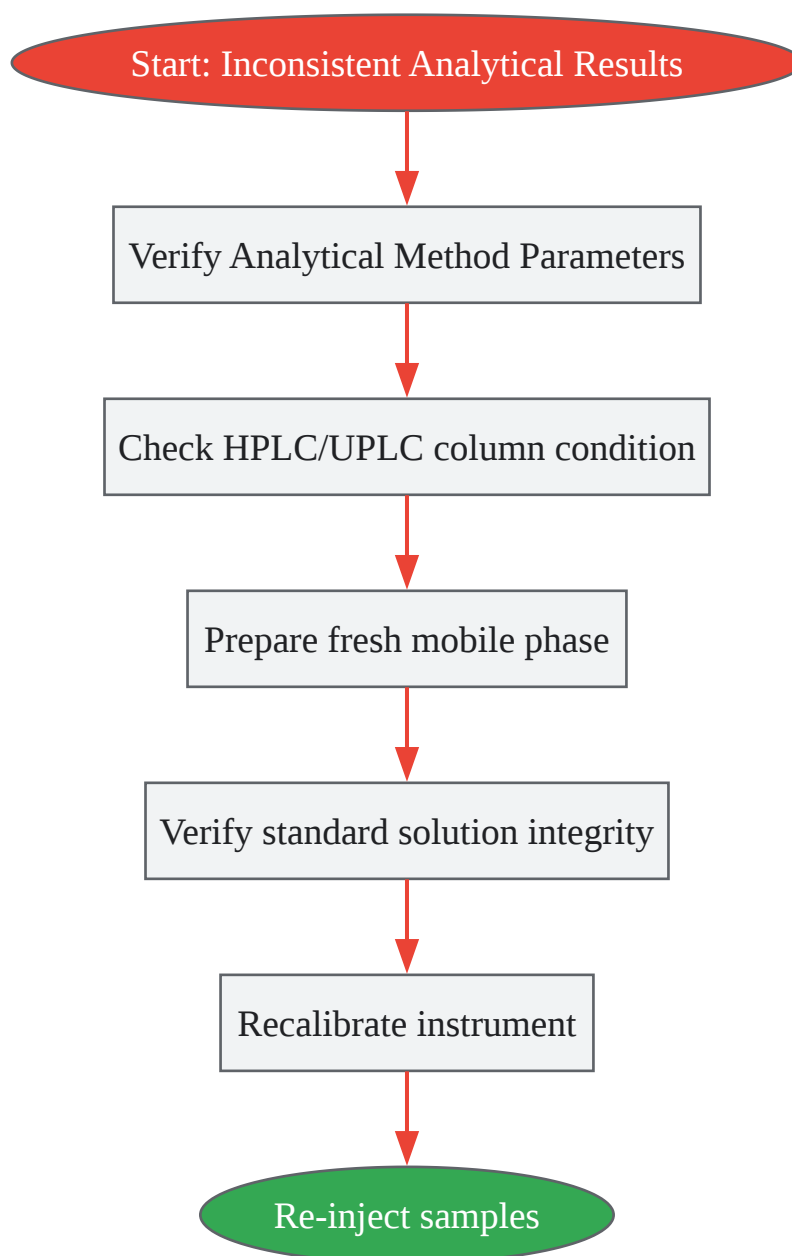 Start: Inconsistent Analytical Results
Verify Analytical Method Parameters
Check HPLC/UPLC column condition
Prepare fresh mobile phase
Verify standard solution integrity
Recalibrate instrument
Re-inject samples